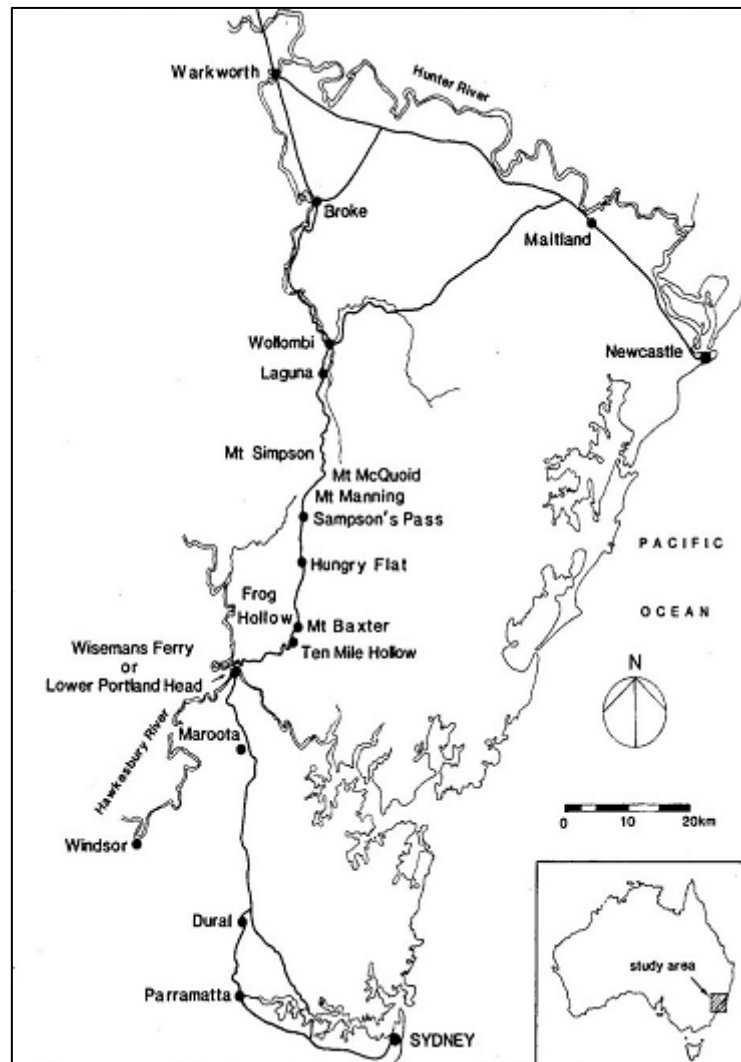 Warkworth
Hunter River
Broke
Maitland
Wollombi
Newcastle
Laguna
Mt Simpson
Mt McQuoid
Mt Manning
Sampson's Pass
PACIFIC
Hungry Flat
Frog
Hollow
OCEAN
Mt Baxter
Wisemans Ferry
or
Lower Portland Head
Ten Mile Hollow
N
Maroota
Hawkesbury River
0 10 20km
Windsor
Dural
study area
Parramatta
SYDNEY